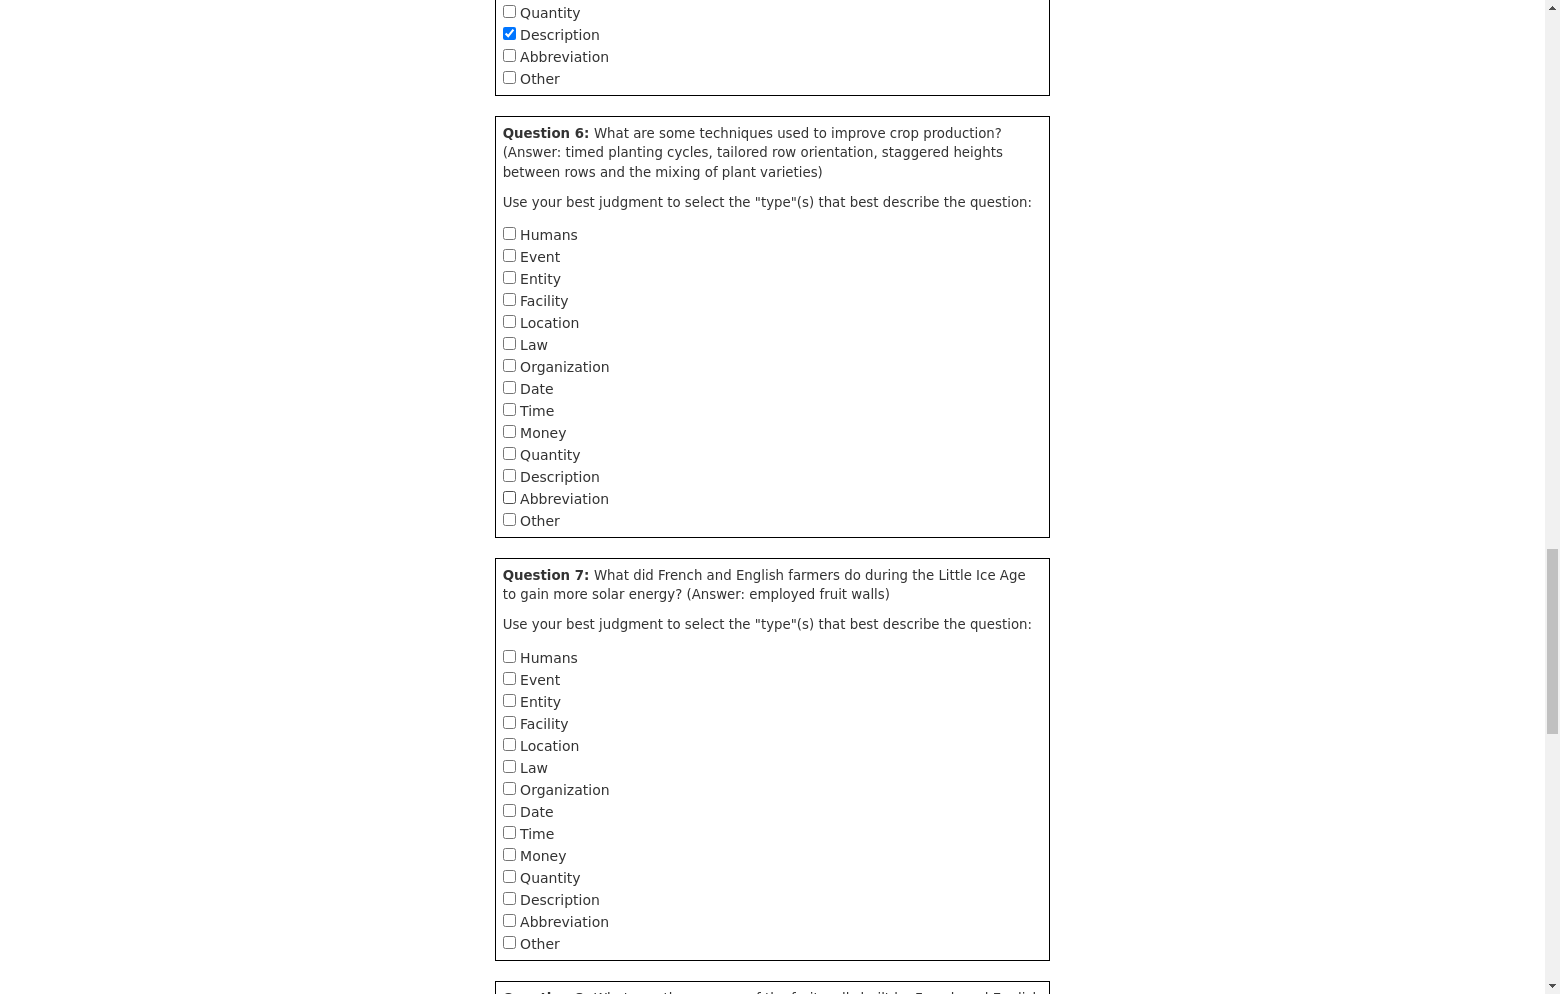 Quantity
Description
Abbreviation
Other
Question 6: What are some techniques used to improve crop production?
(Answer: timed planting cycles, tailored row orientation, staggered heights
between rows and the mixing of plant varieties)
Use your best judgment to select the "type"(s) that best describe the question:
Humans
Event
Entity
Facility
Location
Law
Organization
Date
Time
Money
Quantity
Description
Abbreviation
Other
Question 7: What did French and English farmers do during the Little Ice Age
to gain more solar energy? (Answer: employed fruit walls)
Use your best judgment to select the "type"(s) that best describe the question:
Humans
Event
Entity
Facility
Location
Law
Organization
Date
Time
Money
Quantity
Description
Abbreviation
Other